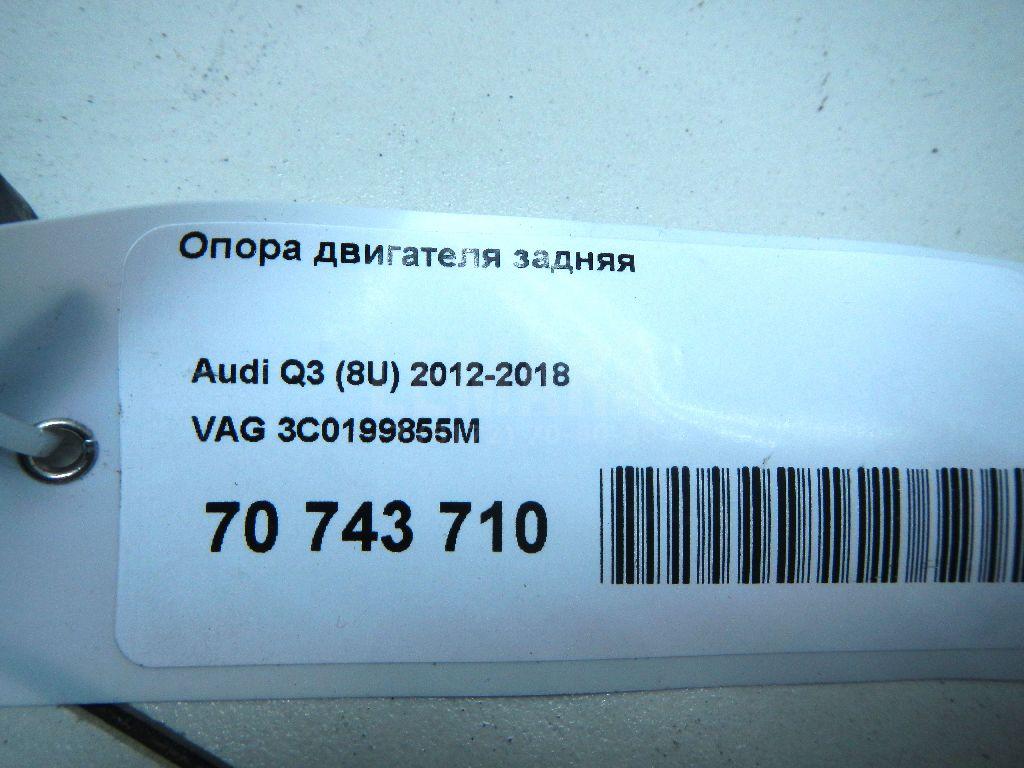 Опора двигателя задняя
Audi Q3 (8U) 2012-2018
VAG 3C0199855M
70 743 710